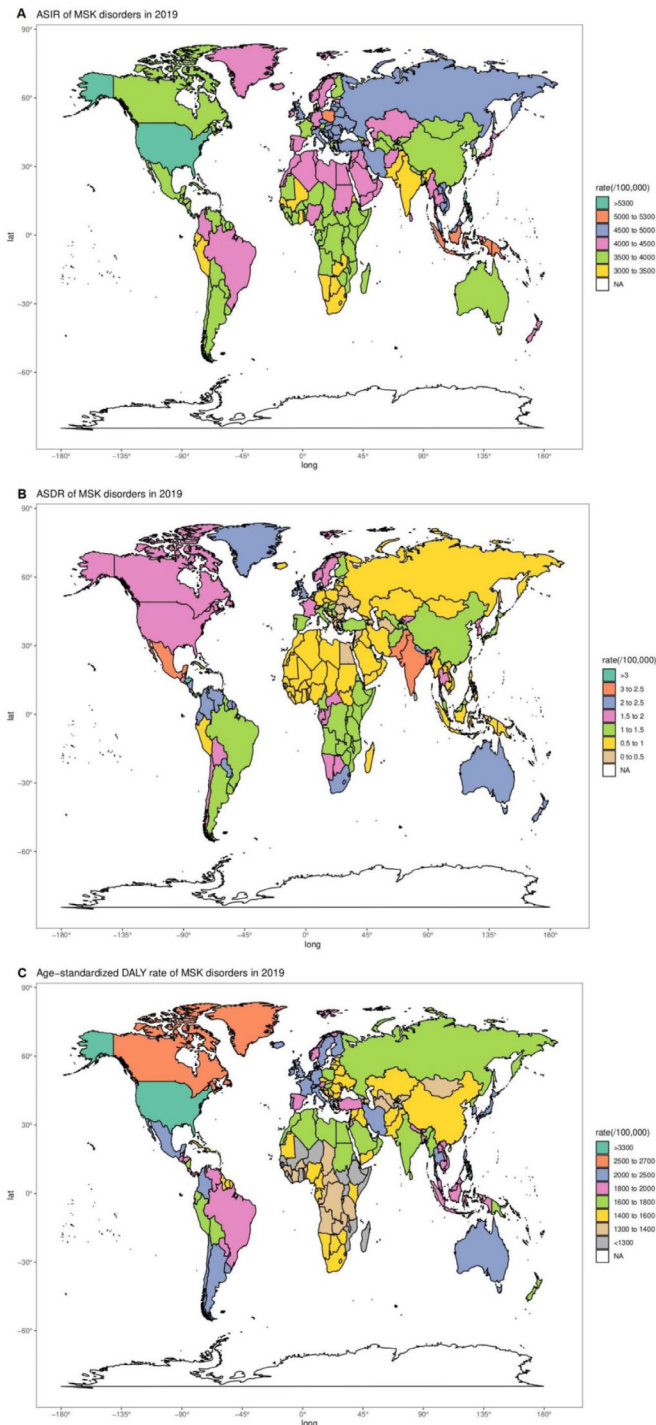 A ASIR of MSK disorders in 2019
90°
60°
30°
0°
−30°
−60°
lat
−180° −135° −90° −45° 0° 45° 90° 135° 180°
long
rate(/100,000)
>5300
5000 to 5300
4500 to 5000
4000 to 4500
3500 to 4000
3000 to 3500
NA
B ASDR of MSK disorders in 2019
90°
60°
30°
0°
−30°
−60°
lat
−180° −135° −90° −45° 0° 45° 90° 135° 180°
long
rate(/100,000)
>3
3 to 2.5
2 to 2.5
1.5 to 2
1 to 1.5
0.5 to 1
0 to 0.5
NA
C Age−standardized DALY rate of MSK disorders in 2019
90°
60°
30°
0°
−30°
−60°
lat
−180° −135° −90° −45° 0° 45° 90° 135° 180°
long
rate(/100,000)
>3300
2500 to 2700
2000 to 2500
1800 to 2000
1600 to 1800
1400 to 1600
1300 to 1400
<1300
NA